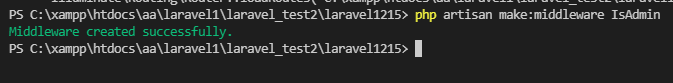 PS C:\xampp\htdocs\aa\laravel1\laravel_test2\laravel1215> php artisan make:middleware IsAdmin
Middleware created successfully.
PS C:\xampp\htdocs\aa\laravel1\laravel_test2\laravel1215>